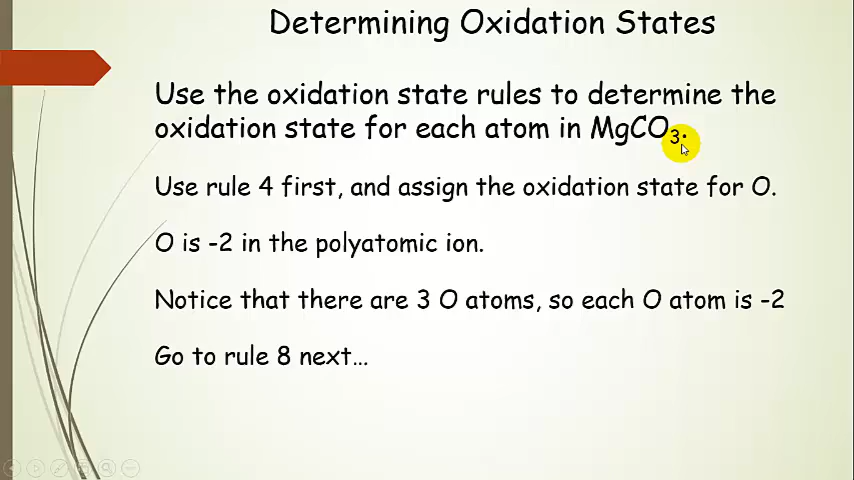 Determining Oxidation States
Use the oxidation state rules to determine the
oxidation state for each atom in MgCO₃.
Use rule 4 first, and assign the oxidation state for O.
O is -2 in the polyatomic ion.
Notice that there are 3 O atoms, so each O atom is -2
Go to rule 8 next…